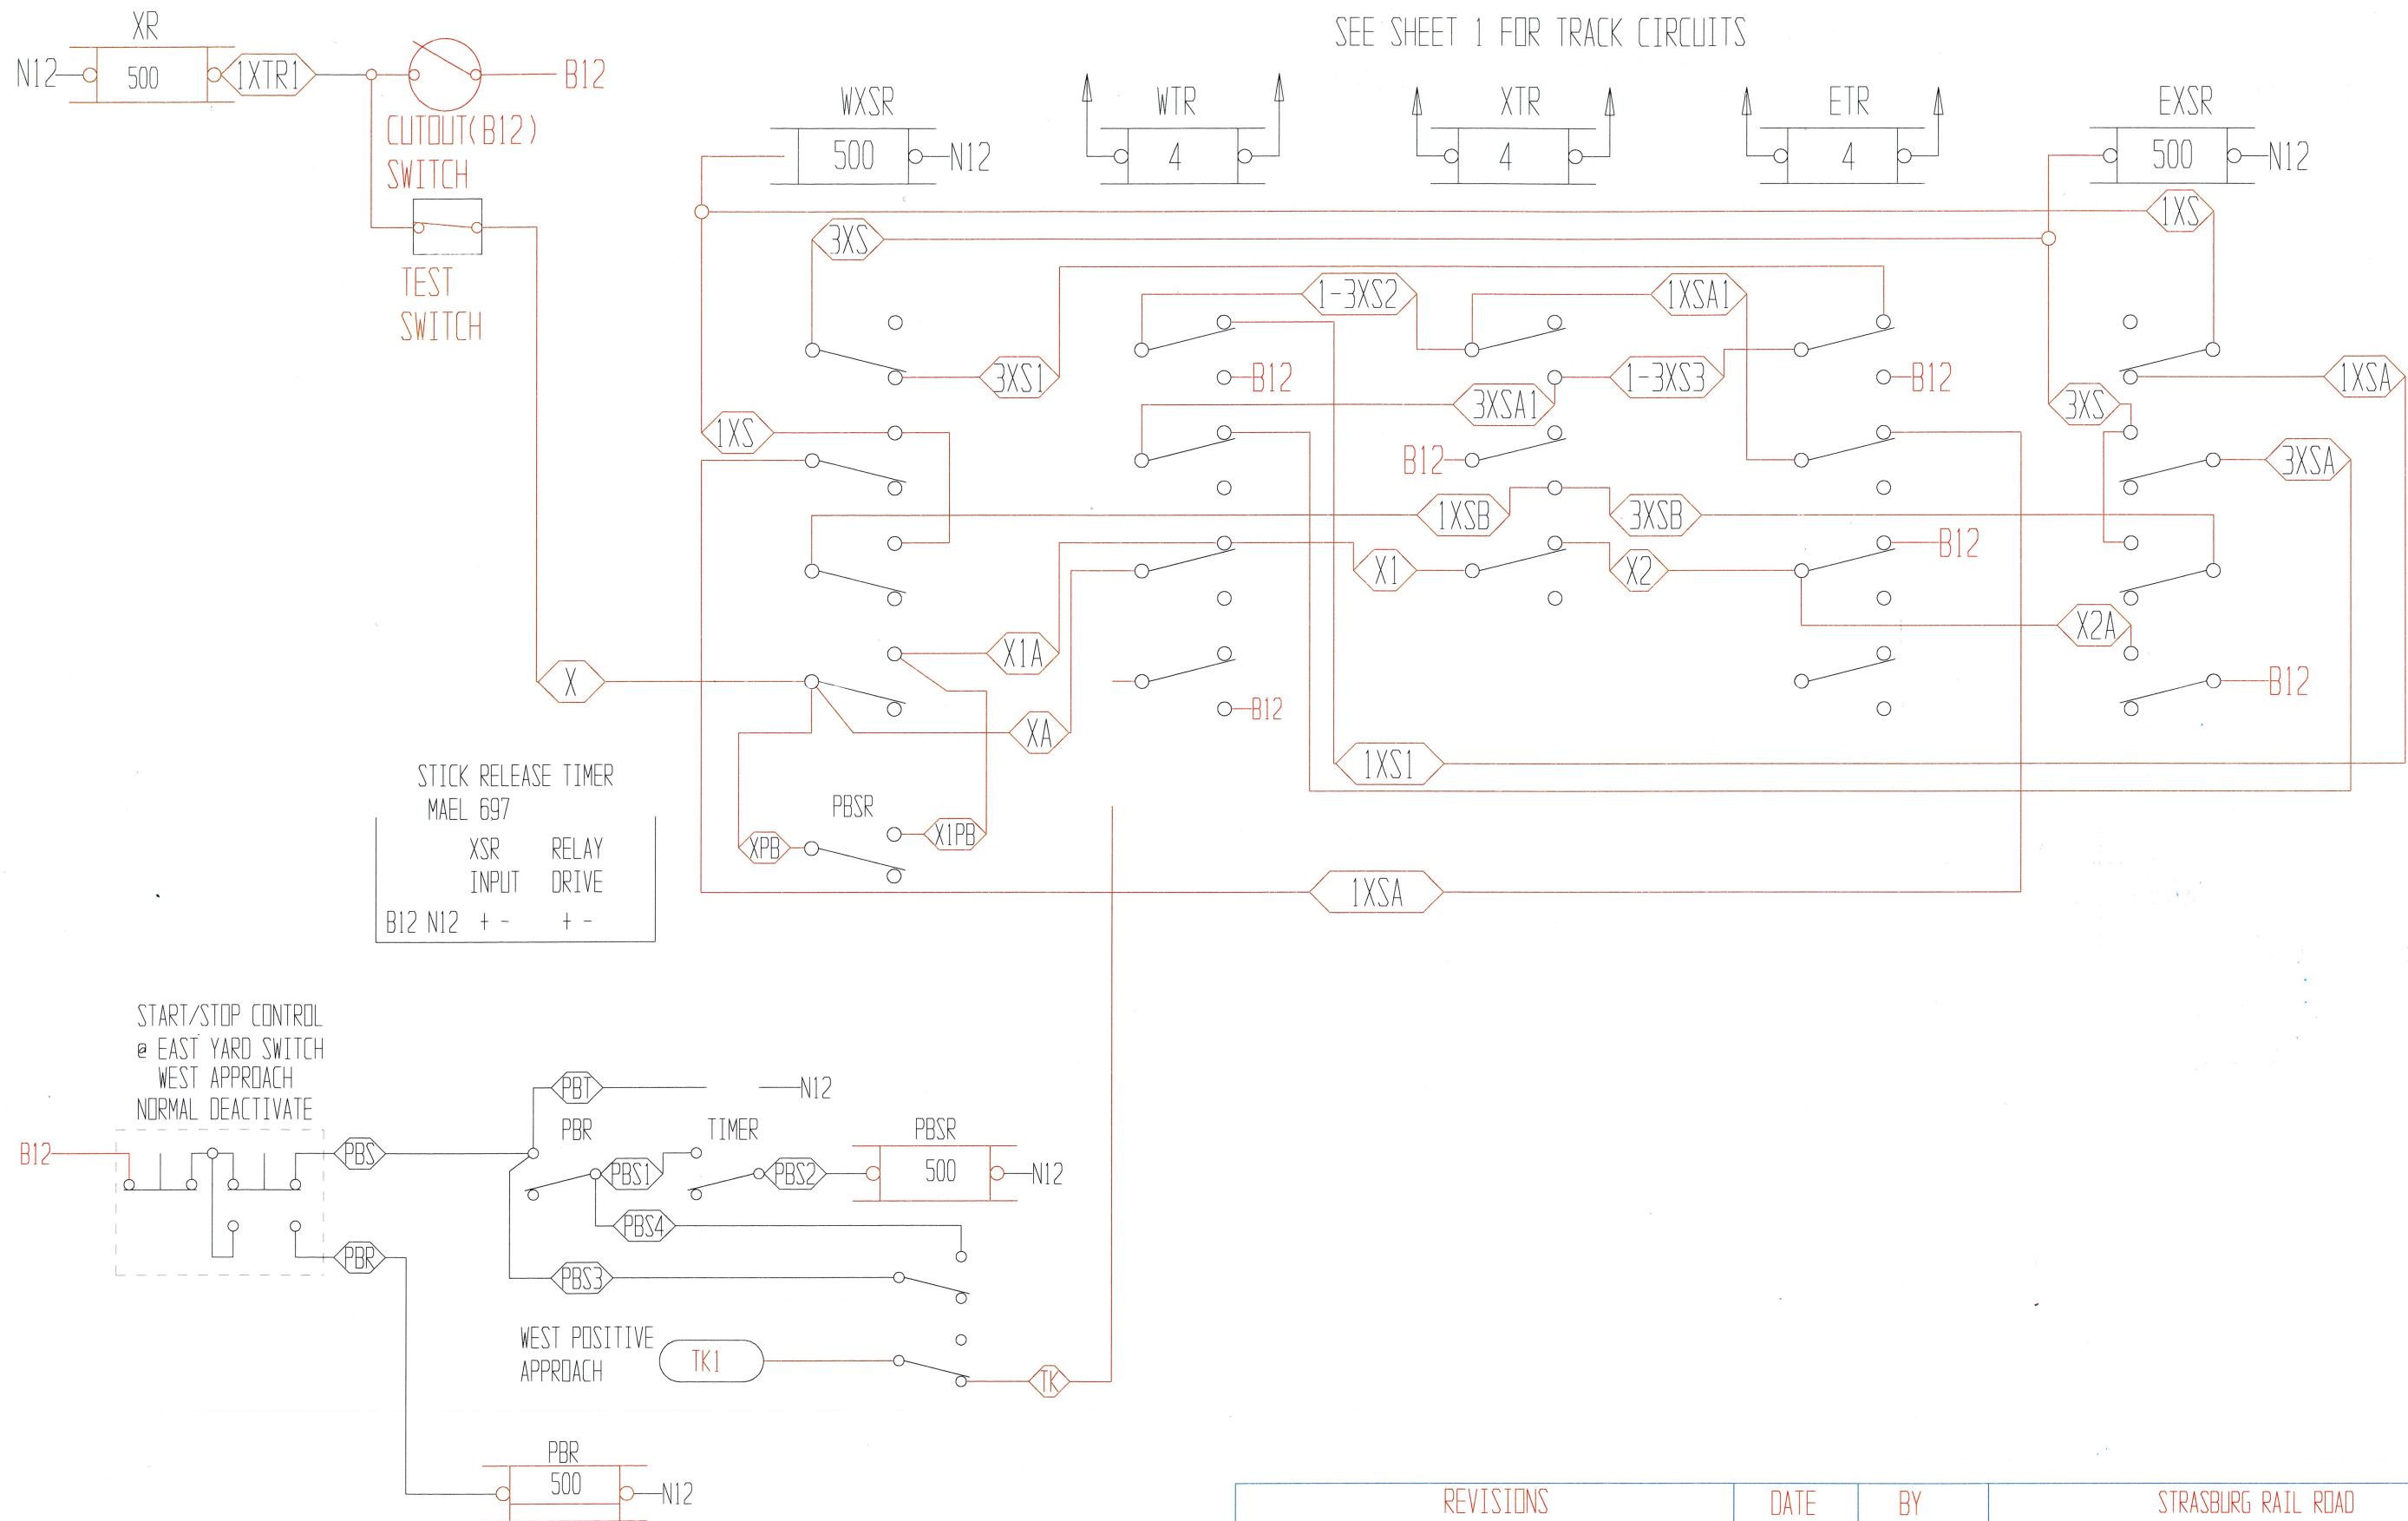 SEE SHEET 1 FOR TRACK CIRCUITS
XR
N12
500
1XTR1
B12
CUTOUT(B12)
SWITCH
TEST
SWITCH
WXSR
500
N12
WTR
4
XTR
4
ETR
4
EXSR
500
N12
1XS
3XS
1-3XS2
1XSA1
3XS1
B12
1-3XS3
B12
1XSA
3XSA1
3XS
1XS
B12
3XSA
1XSB
3XSB
B12
X1
X2
X1A
X2A
X
B12
B12
XA
1XS1
STICK RELEASE TIMER
MAEL 697
XSR RELAY
INPUT DRIVE
B12 N12 + - + -
PBSR
XPB
X1PB
1XSA
START/STOP CONTROL
@ EAST YARD SWITCH
WEST APPROACH
NORMAL DEACTIVATE
B12
PBS
PBR
PBT
N12
PBR
TIMER
PBSR
500
N12
PBS1
PBS2
PBS4
PBS3
WEST POSITIVE
APPROACH
TK1
TK
PBR
500
N12
REVISIONS
DATE
BY
STRASBURG RAIL ROAD